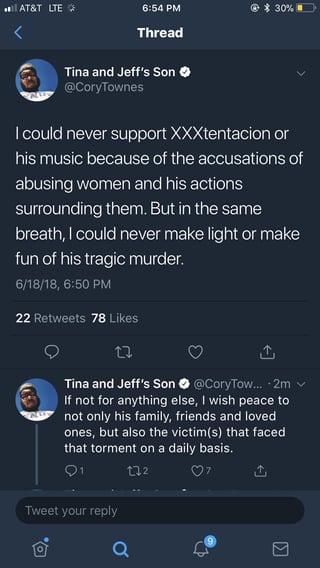 AT&T LTE 6:54 PM 30%
Thread
Tina and Jeff's Son
@CoryTownes
I could never support XXXtentacion or
his music because of the accusations of
abusing women and his actions
surrounding them. But in the same
breath, I could never make light or make
fun of his tragic murder.
6/18/18, 6:50 PM
22 Retweets 78 Likes
Tina and Jeff's Son @CoryTow... · 2m
If not for anything else, I wish peace to
not only his family, friends and loved
ones, but also the victim(s) that faced
that torment on a daily basis.
1 2 7
Tweet your reply
9